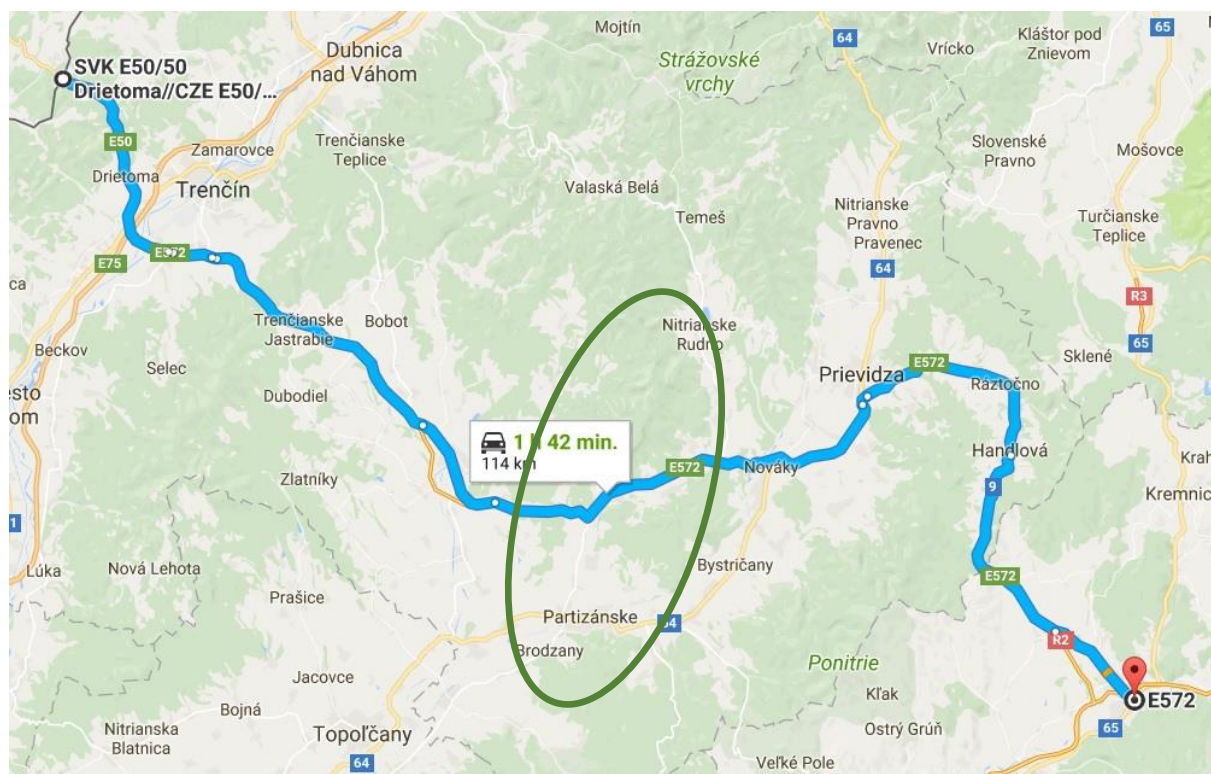 Mojtín
64
Vrícko
65
Kláštor pod
Znievom
Dubnica
nad Váhom
Strážovské
vrchy
SVK E50/50
Drietoma//CZE E50/...
E50
Zamarovce
Trenčianske
Teplice
Slovenské
Pravno
Mošovce
Drietoma
Trenčín
Valaská Belá
Temeš
Nitrianske
Pravno
Pravenec
Turčianske
Teplice
E75
E572
64
R3
ca
Trenčianske
Jastrabie
Bobot
Nitrianske
Rudno
65
Beckov
Selec
Sklené
Prievidza
E572
Ráztočno
esto
om
Dubodiel
1 h 42 min.
114 km
E572
Nováky
Handlová
Zlatníky
9
Krah
Kremnic
1
Lúka
Nová Lehota
Bystričany
E572
Prašice
Partizánske
64
R2
Brodzany
Ponitrie
Jacovce
Kľak
E572
Bojná
Ostrý Grúň
65
Nitrianska
Blatnica
Topoľčany
64
Veľké Pole